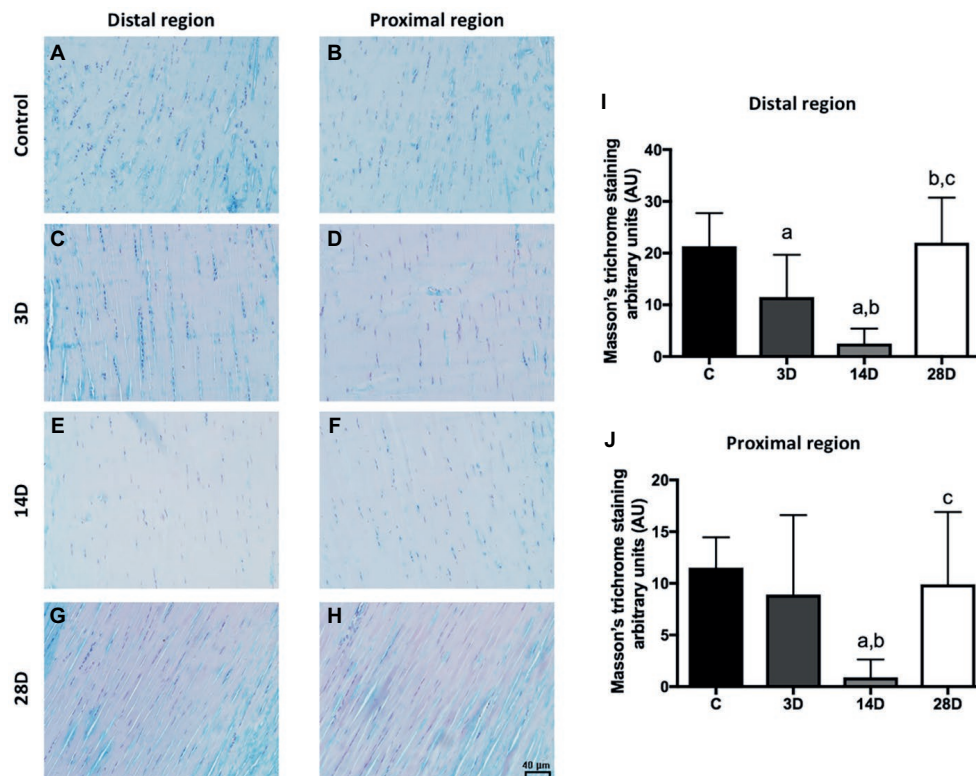 Distal region
Proximal region
Control
A
B
3D
C
D
14D
E
F
28D
G
H
40 µm
I
Distal region
Masson's trichrome staining
arbitrary units (AU)
40
30
20
10
0
a
a,b
b,c
C
3D
14D
28D
J
Proximal region
Masson's trichrome staining
arbitrary units (AU)
20
15
10
5
0
a,b
c
C
3D
14D
28D